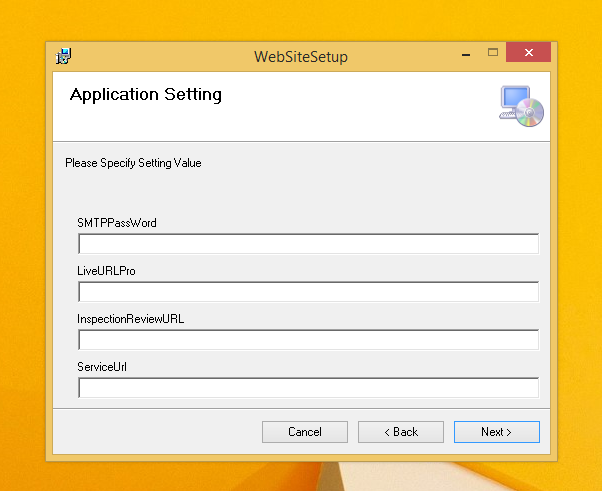 WebSiteSetup
Application Setting
Please Specify Setting Value
SMTPPassWord
LiveURLPro
InspectionReviewURL
ServiceUrl
Cancel
< Back
Next >